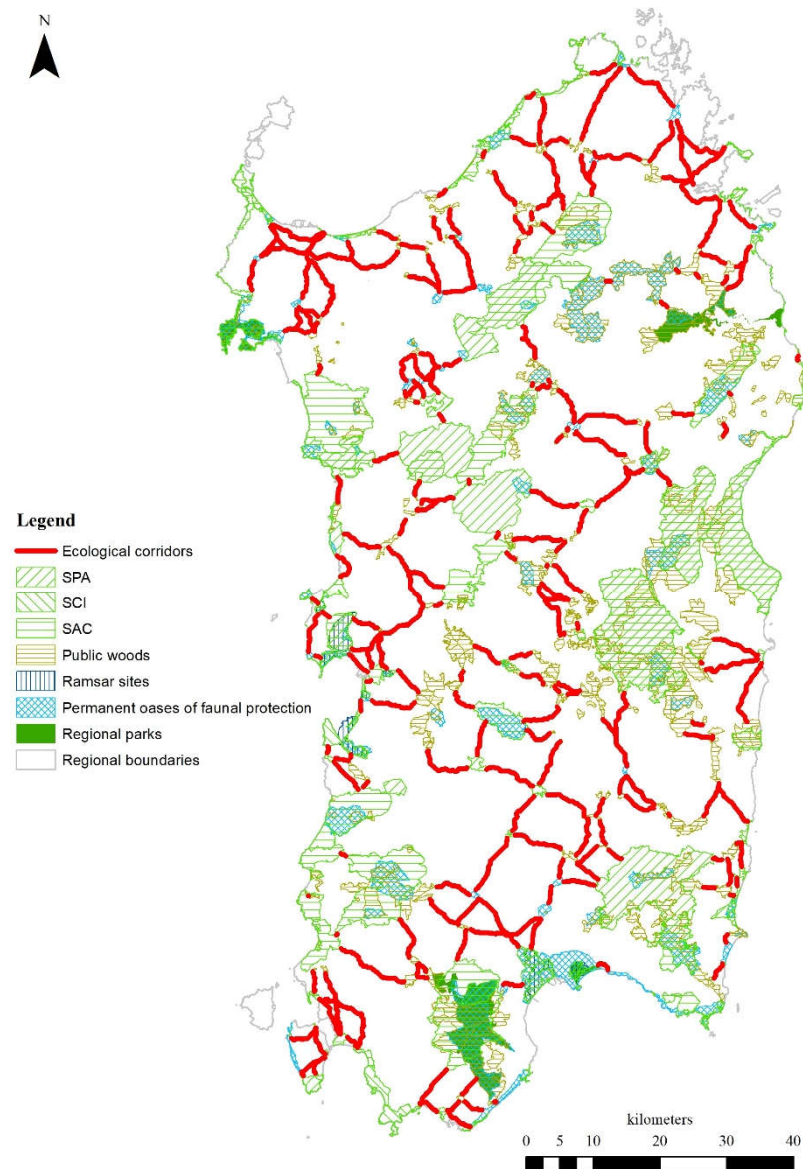 N
Legend
Ecological corridors
SPA
SCI
SAC
Public woods
Ramsar sites
Permanent oases of faunal protection
Regional parks
Regional boundaries
kilometers
0 5 10 20 30 40